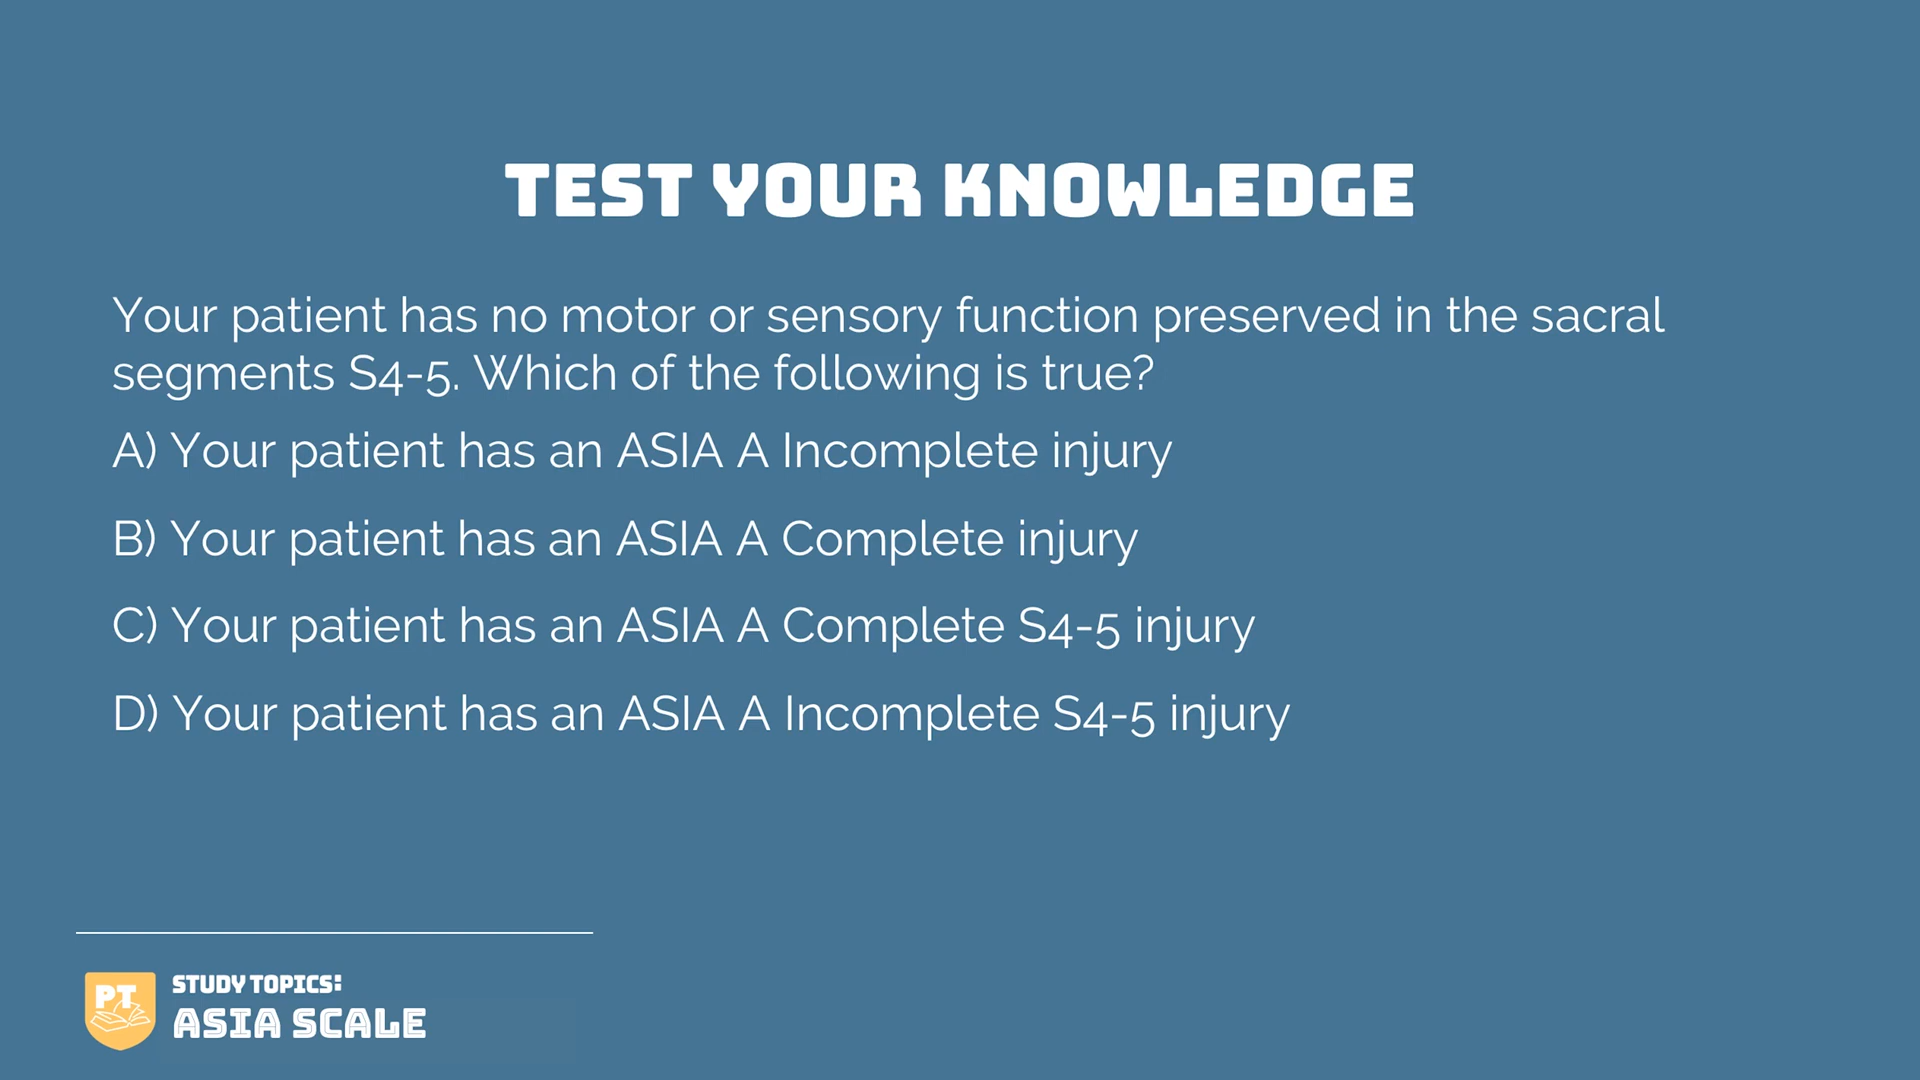 TEST YOUR KNOWLEDGE
Your patient has no motor or sensory function preserved in the sacral
segments S4-5. Which of the following is true?
A) Your patient has an ASIA A Incomplete injury
B) Your patient has an ASIA A Complete injury
C) Your patient has an ASIA A Complete S4-5 injury
D) Your patient has an ASIA A Incomplete S4-5 injury
PT
STUDY TOPICS:
ASIA SCALE